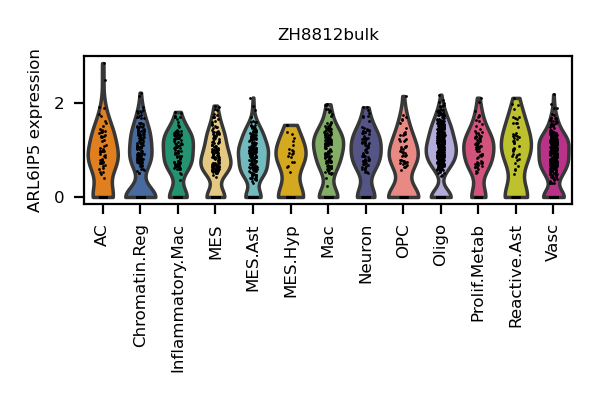 ZH8812bulk
ARL6IP5 expression
2
0
AC
Chromatin.Reg
Inflammatory.Mac
MES
MES.Ast
MES.Hyp
Mac
Neuron
OPC
Oligo
Prolif.Metab
Reactive.Ast
Vasc